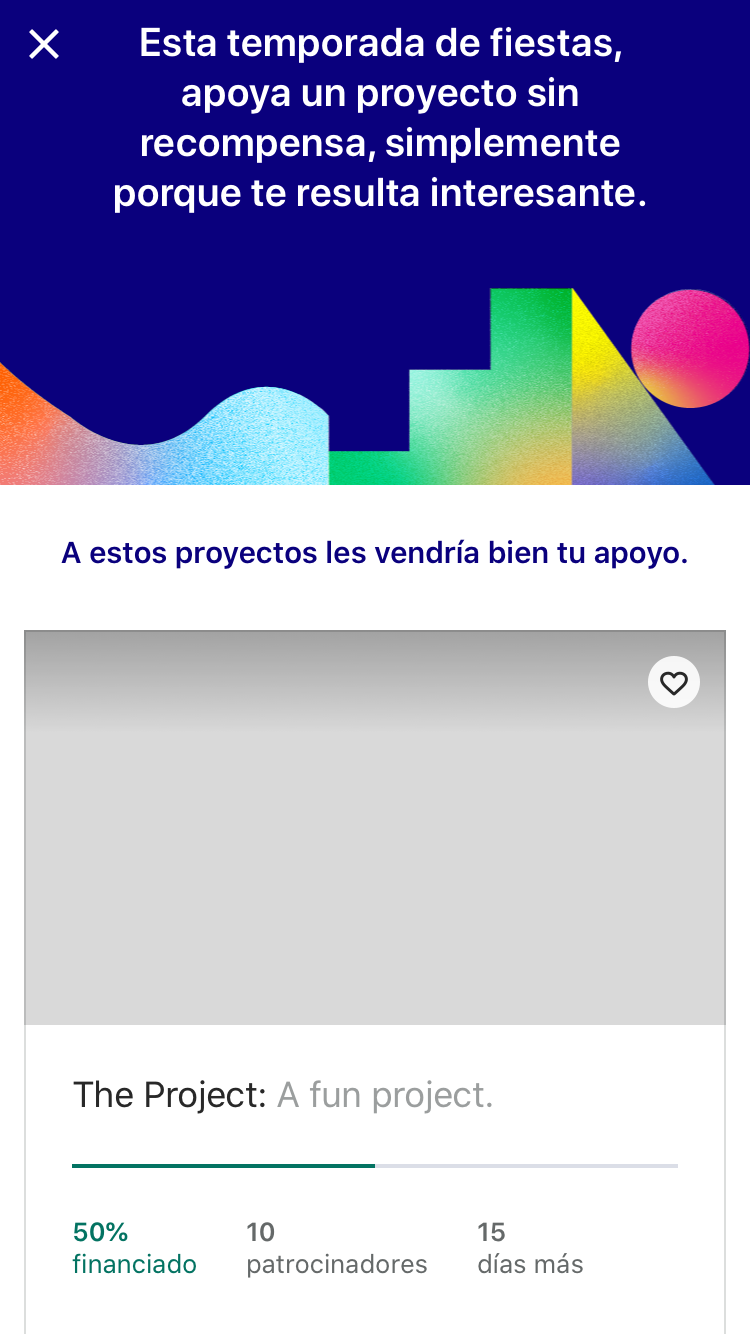 Esta temporada de fiestas,
apoya un proyecto sin
recompensa, simplemente
porque te resulta interesante.
A estos proyectos les vendría bien tu apoyo.
The Project: A fun project.
50% 10 15
financiado patrocinadores días más